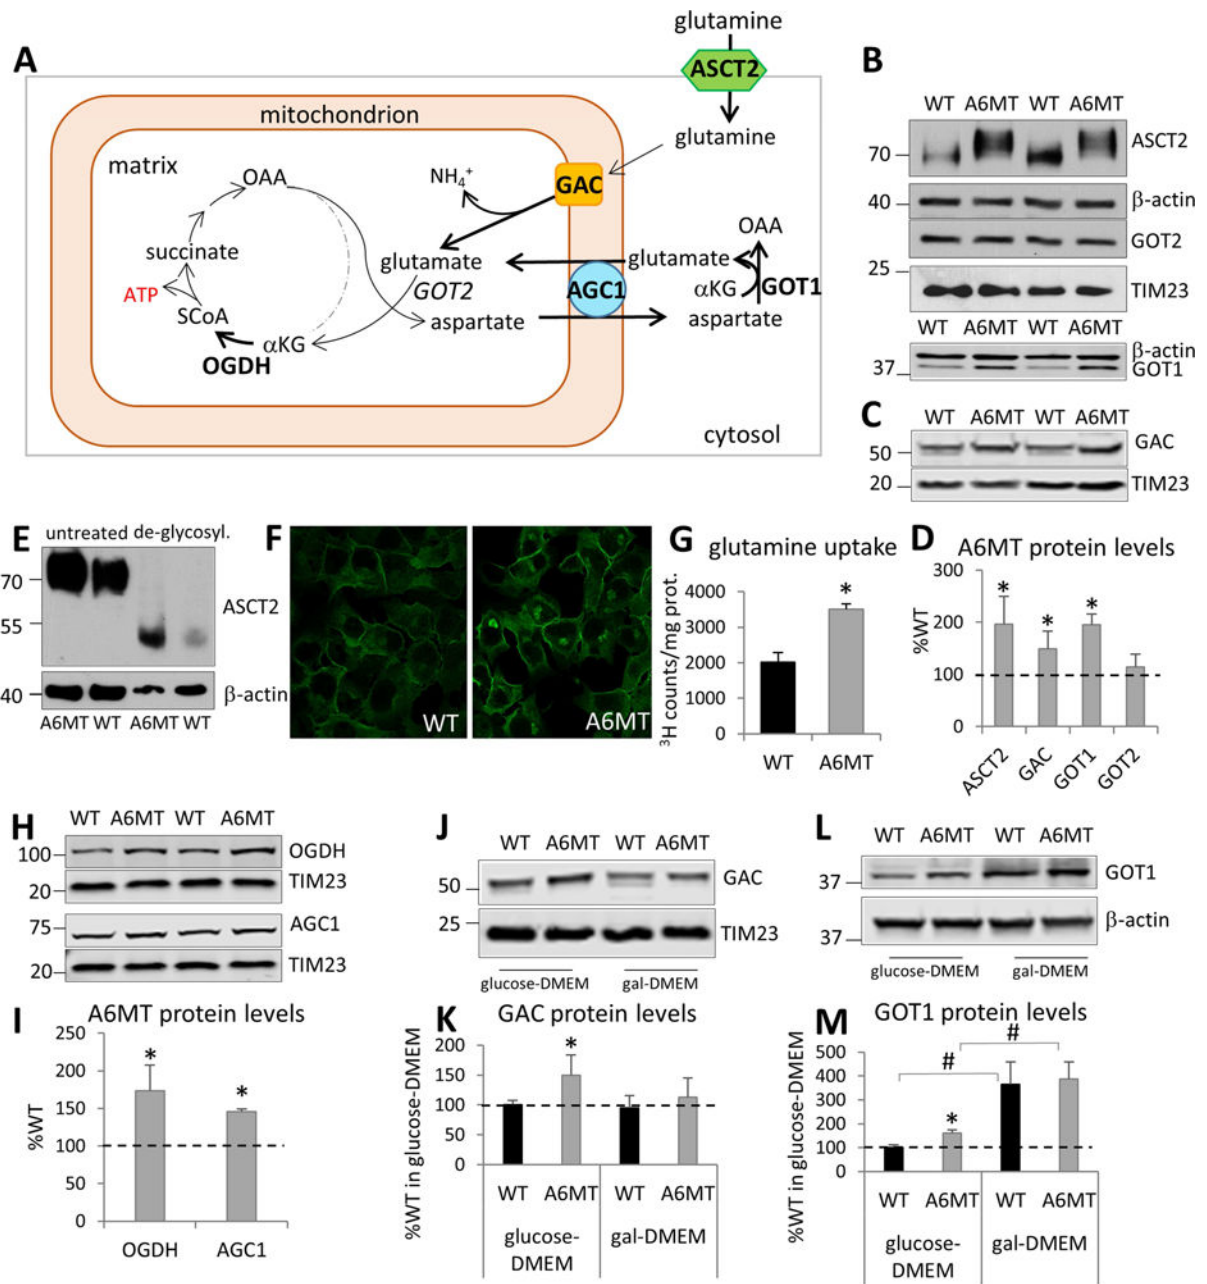 A
glutamine
ASCT2
glutamine
mitochondrion
matrix
OAA
NH₄⁺
GAC
succinate
ATP
SCoA
αKG
OGDH
glutamate
GOT2
aspartate
AGC1
glutamate
OAA
αKG
GOT1
aspartate
cytosol
B
WT A6MT WT A6MT
70
ASCT2
40
β-actin
GOT2
25
TIM23
WT A6MT WT A6MT
β-actin
37
GOT1
C
WT A6MT WT A6MT
50
GAC
20
TIM23
E
untreated de-glycosyl.
70
55
ASCT2
40
β-actin
A6MT WT A6MT WT
F
WT
A6MT
G
glutamine uptake
³H counts/mg prot.
4000
3000
2000
1000
0
*
WT A6MT
D
A6MT protein levels
%WT
300
200
100
0
* * *
ASCT2 GAC GOT1 GOT2
H
WT A6MT WT A6MT
100
OGDH
20
TIM23
75
AGC1
20
TIM23
I
A6MT protein levels
%WT
250
200
150
100
50
0
* *
OGDH AGC1
J
WT A6MT WT A6MT
50
GAC
25
TIM23
glucose-DMEM gal-DMEM
K
GAC protein levels
%WT in glucose-DMEM
200
150
100
50
0
*
WT A6MT WT A6MT
glucose-
DMEM
gal-DMEM
L
WT A6MT WT A6MT
37
GOT1
37
β-actin
glucose-DMEM gal-DMEM
M
GOT1 protein levels
%WT in glucose-DMEM
500
400
300
200
100
0
# #
*
WT A6MT WT A6MT
glucose-
DMEM
gal-DMEM